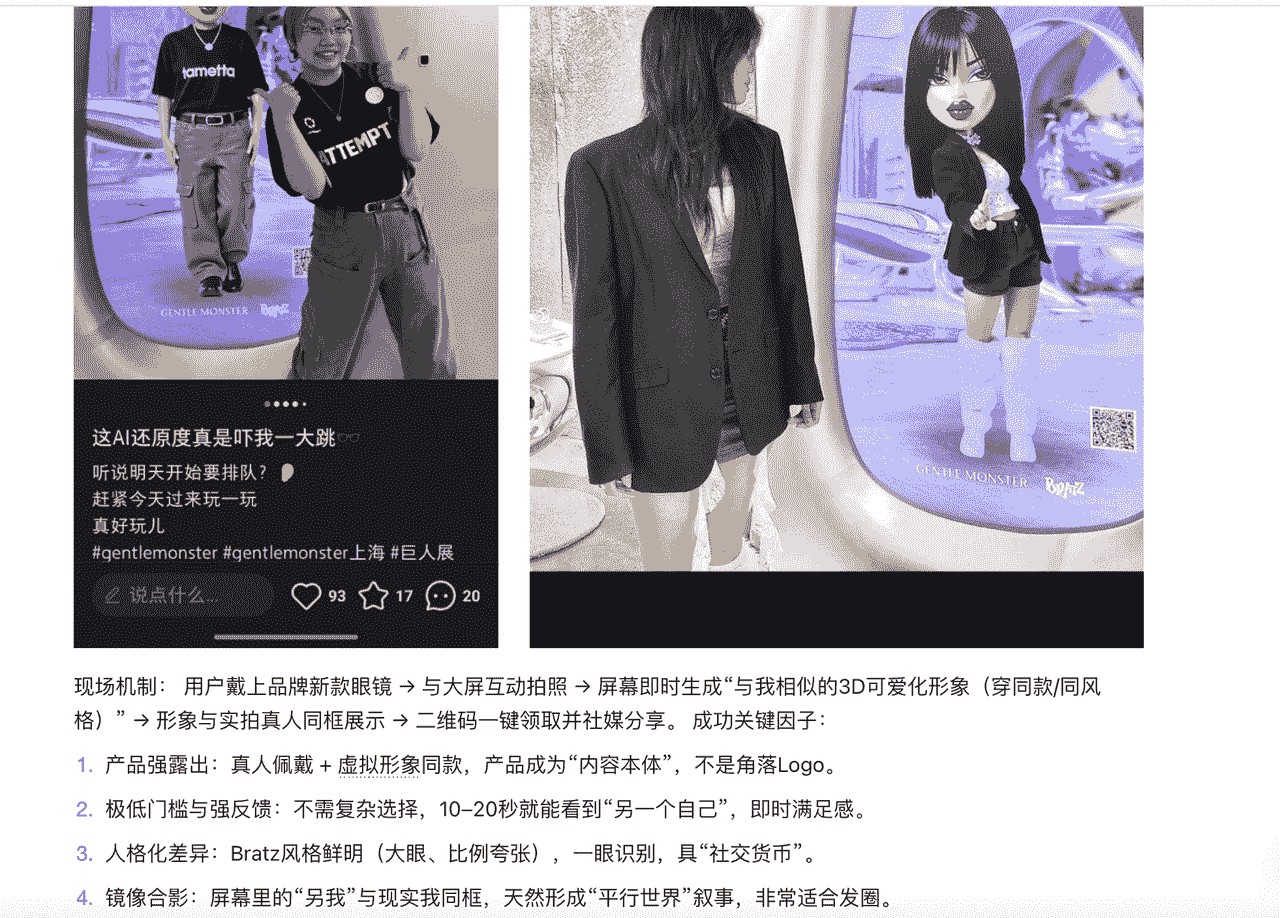 tametta
ATTEMPT
GENTLE MONSTER BRATZ
GENTLE MONSTER BRATZ
这AI还原度真是吓我一大跳🕶️
听说明天开始要排队？
赶紧今天过来玩一玩
真好玩儿
#gentlemonster #gentlemonster上海 #巨人展
说点什么... 93 17 20
现场机制： 用户戴上品牌新款眼镜 → 与大屏互动拍照 → 屏幕即时生成“与我相似的3D可爱化形象（穿同款/同风
格）” → 形象与实拍真人同框展示 → 二维码一键领取并社媒分享。 成功关键因子：
1. 产品强露出：真人佩戴 + 虚拟形象同款，产品成为“内容本体”，不是角落Logo。
2. 极低门槛与强反馈：不需复杂选择，10–20秒就能看到“另一个自己”，即时满足感。
3. 人格化差异：Bratz风格鲜明（大眼、比例夸张），一眼识别，具“社交货币”。
4. 镜像合影：屏幕里的“另我”与现实我同框，天然形成“平行世界”叙事，非常适合发圈。